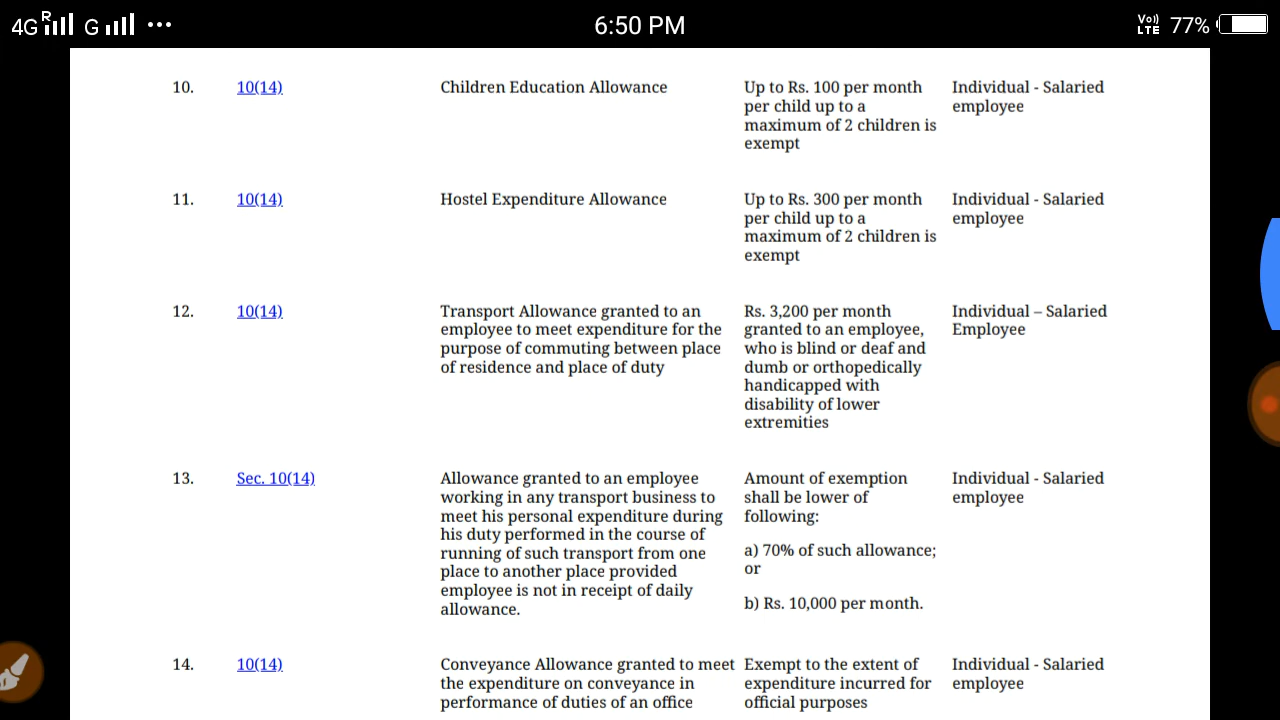 4G R G ••• 6:50 PM Vo)) LTE 77%
10. 10(14) Children Education Allowance Up to Rs. 100 per month Individual - Salaried
per child up to a employee
maximum of 2 children is
exempt
11. 10(14) Hostel Expenditure Allowance Up to Rs. 300 per month Individual - Salaried
per child up to a employee
maximum of 2 children is
exempt
12. 10(14) Transport Allowance granted to an Rs. 3,200 per month Individual – Salaried
employee to meet expenditure for the granted to an employee, Employee
purpose of commuting between place who is blind or deaf and
of residence and place of duty dumb or orthopedically
handicapped with
disability of lower
extremities
13. Sec. 10(14) Allowance granted to an employee Amount of exemption Individual - Salaried
working in any transport business to shall be lower of employee
meet his personal expenditure during following:
his duty performed in the course of
running of such transport from one a) 70% of such allowance;
place to another place provided or
employee is not in receipt of daily
allowance. b) Rs. 10,000 per month.
14. 10(14) Conveyance Allowance granted to meet Exempt to the extent of Individual - Salaried
the expenditure on conveyance in expenditure incurred for employee
performance of duties of an office official purposes